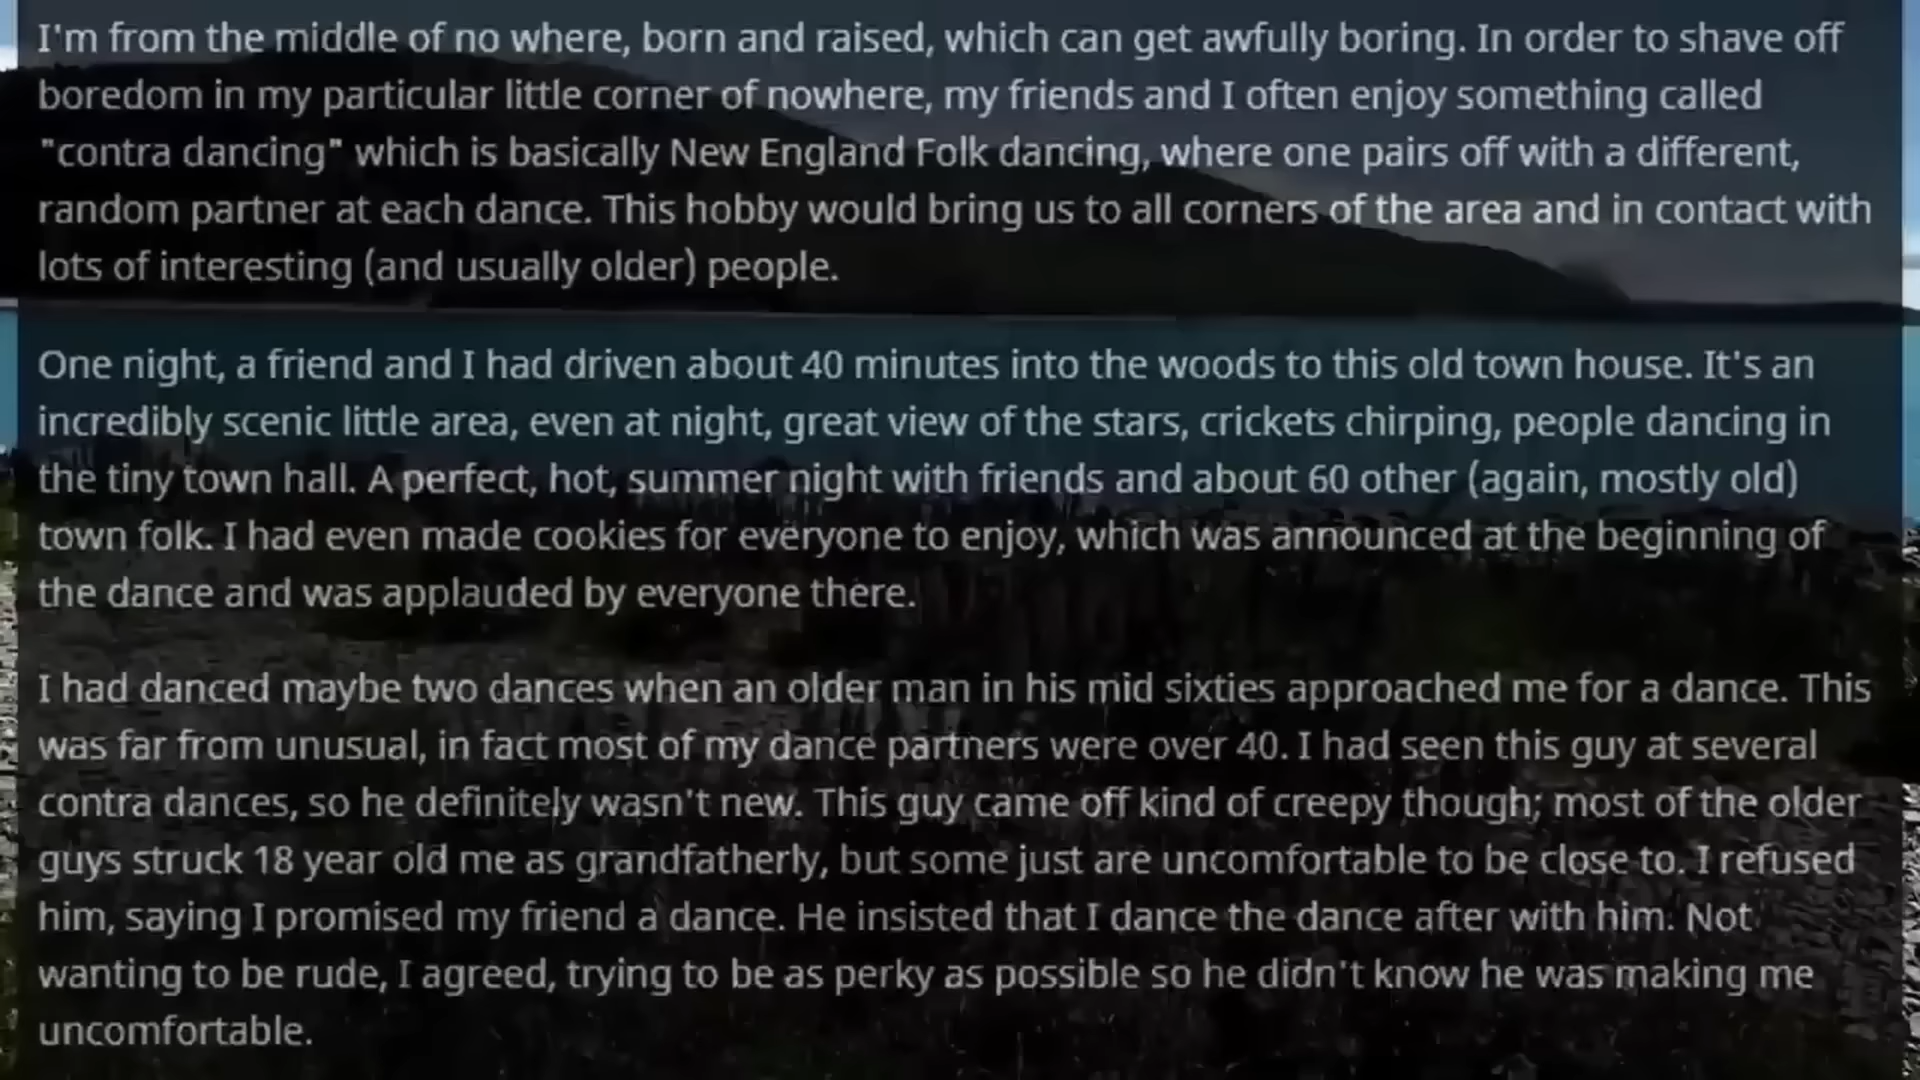 I'm from the middle of no where, born and raised, which can get awfully boring. In order to shave off
boredom in my particular little corner of nowhere, my friends and I often enjoy something called
"contra dancing" which is basically New England Folk dancing, where one pairs off with a different,
random partner at each dance. This hobby would bring us to all corners of the area and in contact with
lots of interesting (and usually older) people.
One night, a friend and I had driven about 40 minutes into the woods to this old town house. It's an
incredibly scenic little area, even at night, great view of the stars, crickets chirping, people dancing in
the tiny town hall. A perfect, hot, summer night with friends and about 60 other (again, mostly old)
town folk. I had even made cookies for everyone to enjoy, which was announced at the beginning of
the dance and was applauded by everyone there.
I had danced maybe two dances when an older man in his mid sixties approached me for a dance. This
was far from unusual, in fact most of my dance partners were over 40. I had seen this guy at several
contra dances, so he definitely wasn't new. This guy came off kind of creepy though; most of the older
guys struck 18 year old me as grandfatherly, but some just are uncomfortable to be close to. I refused
him, saying I promised my friend a dance. He insisted that I dance the dance after with him. Not
wanting to be rude, I agreed, trying to be as perky as possible so he didn't know he was making me
uncomfortable.